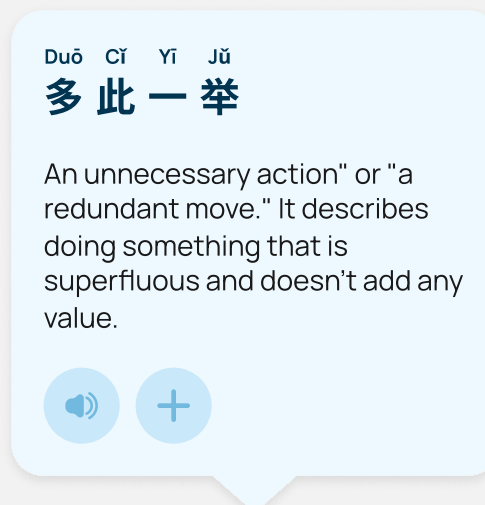 Duō Cǐ Yī Jǔ
多此一举
An unnecessary action" or "a
redundant move." It describes
doing something that is
superfluous and doesn't add any
value.